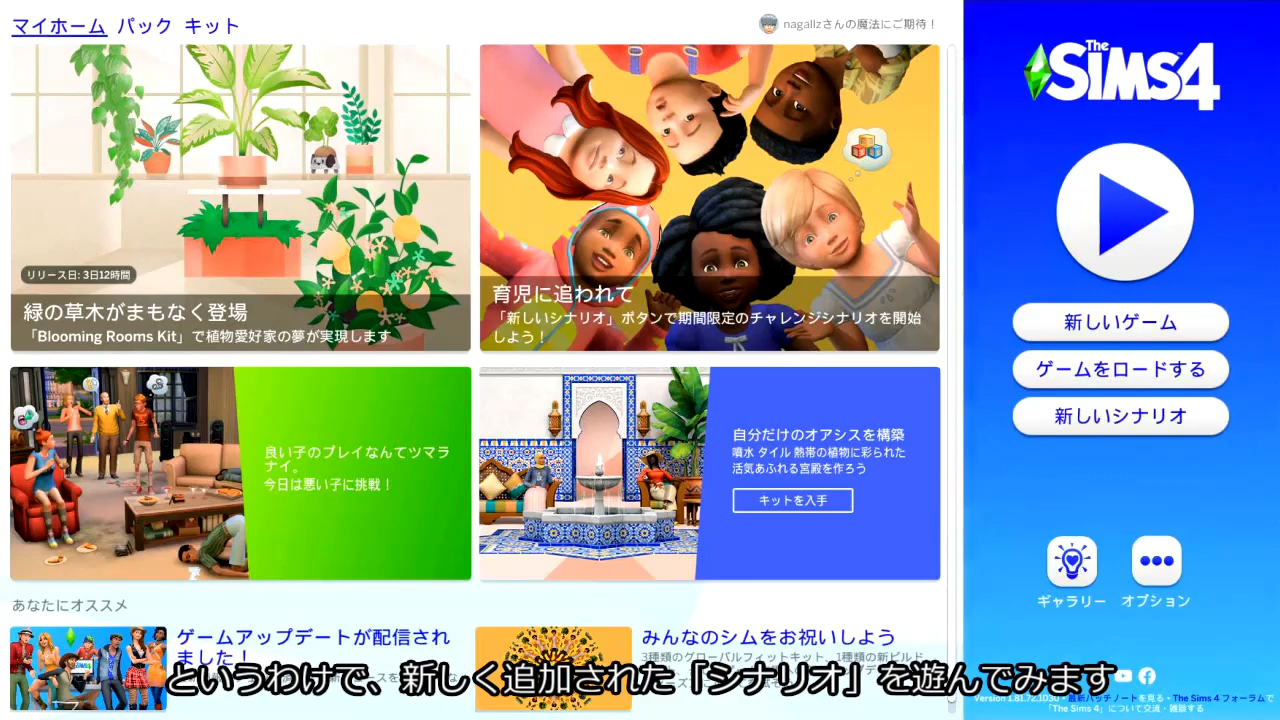 マイホーム パック キット
nagallzさんの魔法にご期待！
リリース日: 3日12時間
緑の草木がまもなく登場
「Blooming Rooms Kit」で植物愛好家の夢が実現します
育児に追われて
「新しいシナリオ」ボタンで期間限定のチャレンジシナリオを開始
しよう！
良い子のプレイなんてツマラ
ナイ。
今日は悪い子に挑戦！
自分だけのオアシスを構築
噴水 タイル 熱帯の植物に彩られた
活気あふれる宮殿を作ろう
キットを入手
あなたにオススメ
ゲームアップデートが配信され
ました！
みんなのシムをお祝いしよう
3種類のグローバルフィットキット、1種類の新ビルド
というわけで、新しく追加された「シナリオ」を遊んでみます
The SIMS 4
新しいゲーム
ゲームをロードする
新しいシナリオ
ギャラリー オプション
最新パッチノートを見る • The Sims 4 フォーラムで
「The Sims 4」について交流・雑談する